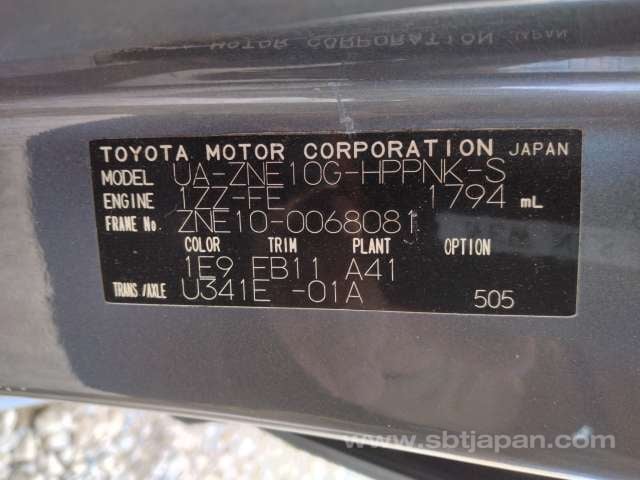 TOYOTA MOTOR CORPORATION JAPAN
MODEL UA-ZNE10G-HPPNK-S
ENGINE 1ZZ-FE 1794 mL
FRAME No. ZNE10-0068081
COLOR TRIM PLANT OPTION
1E9 FB11 A41
TRANS/AXLE U341E -01A 505
www.sbtjapan.com